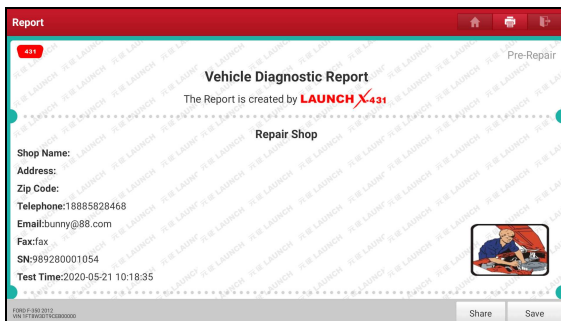 Report
431
Pre-Repair
Vehicle Diagnostic Report
The Report is created by LAUNCH X-431
Repair Shop
Shop Name:
Address:
Zip Code:
Telephone:18885828468
Email:bunny@88.com
Fax:fax
SN:989280001054
Test Time:2020-05-21 10:18:35
FORD F-350 2012
Share
Save